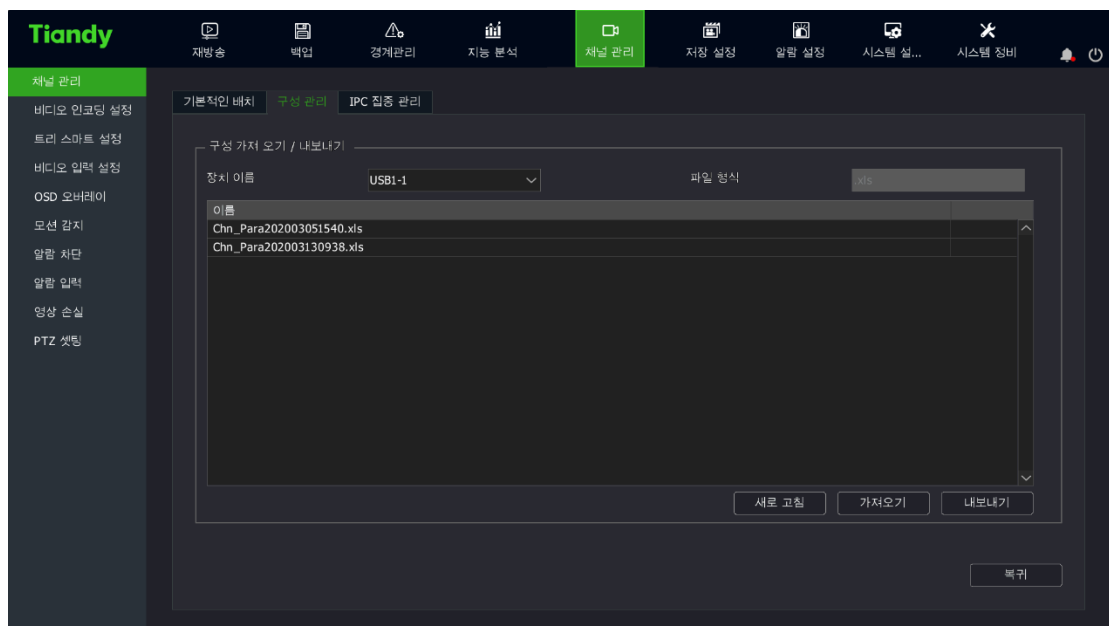 Tiandy
재방송 백업 경계관리 지능 분석 채널 관리 저장 설정 알람 설정 시스템 설... 시스템 정비
채널 관리
비디오 인코딩 설정
트리 스마트 설정
비디오 입력 설정
OSD 오버레이
모션 감지
알람 차단
알람 입력
영상 손실
PTZ 셋팅
기본적인 배치 구성 관리 IPC 집중 관리
구성 가져 오기 / 내보내기
장치 이름 USB1-1 파일 형식 .xls
이름
Chn_Para202003051540.xls
Chn_Para202003130938.xls
새로 고침 가져오기 내보내기
복귀